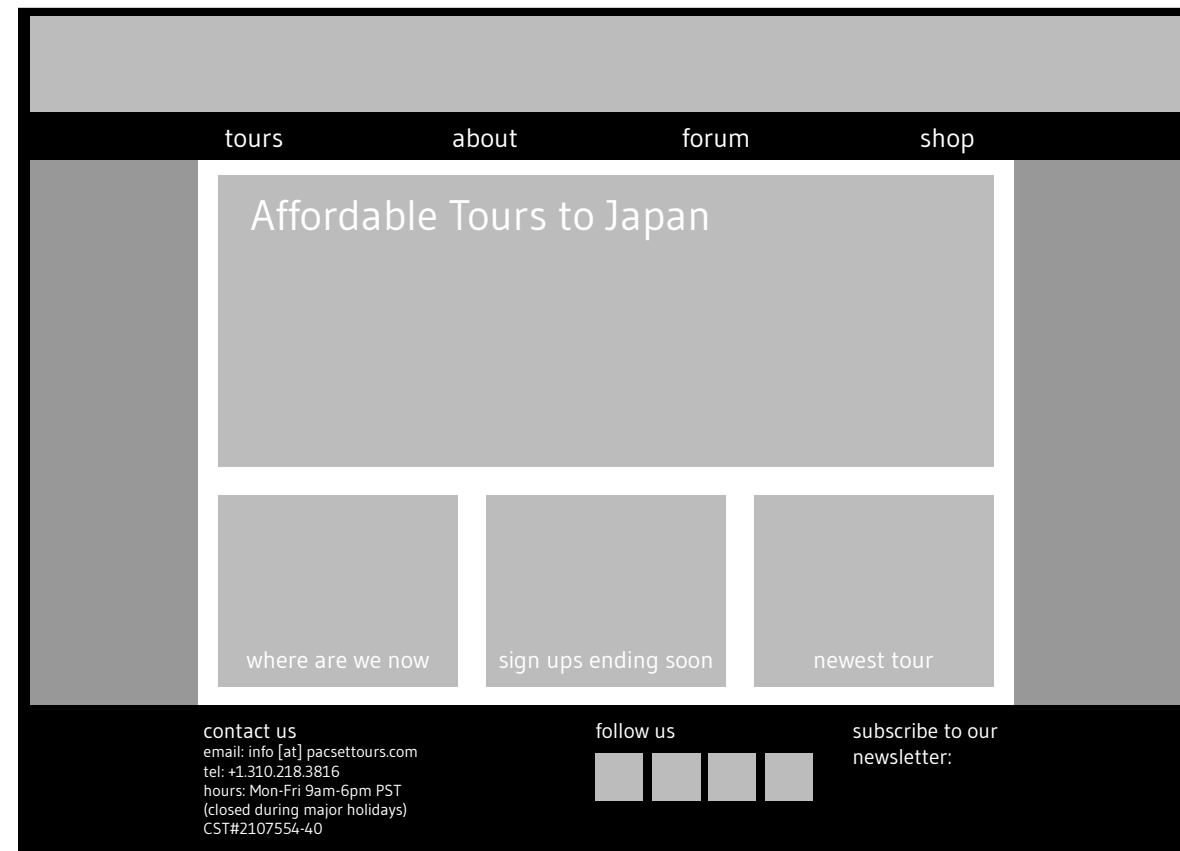 tours about forum shop
Affordable Tours to Japan
where are we now
sign ups ending soon
newest tour
contact us
email: info [at] pacsettours.com
tel: +1.310.218.3816
hours: Mon-Fri 9am-6pm PST
(closed during major holidays)
CST#2107554-40
follow us
subscribe to our
newsletter: